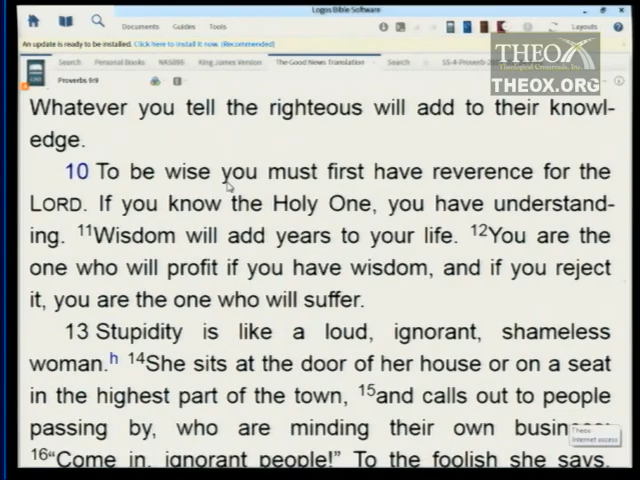 Logos Bible Software
Documents Guides Tools
Layouts
An update is ready to be installed. Click here to install it now. (Recommended)
Search Personal Books NASB95 King James Version The Good News Translation Search
THEOX
Theological Crossroads, Inc.
THEOX.ORG
Proverbs 9:9
Whatever you tell the righteous will add to their knowl-
edge.
10 To be wise you must first have reverence for the
LORD. If you know the Holy One, you have understand-
ing. 11Wisdom will add years to your life. 12You are the
one who will profit if you have wisdom, and if you reject
it, you are the one who will suffer.
13 Stupidity is like a loud, ignorant, shameless
woman.h 14She sits at the door of her house or on a seat
in the highest part of the town, 15and calls out to people
passing by, who are minding their own
Theox
Internet access
16“Come in, ignorant people!” To the foolish she says,